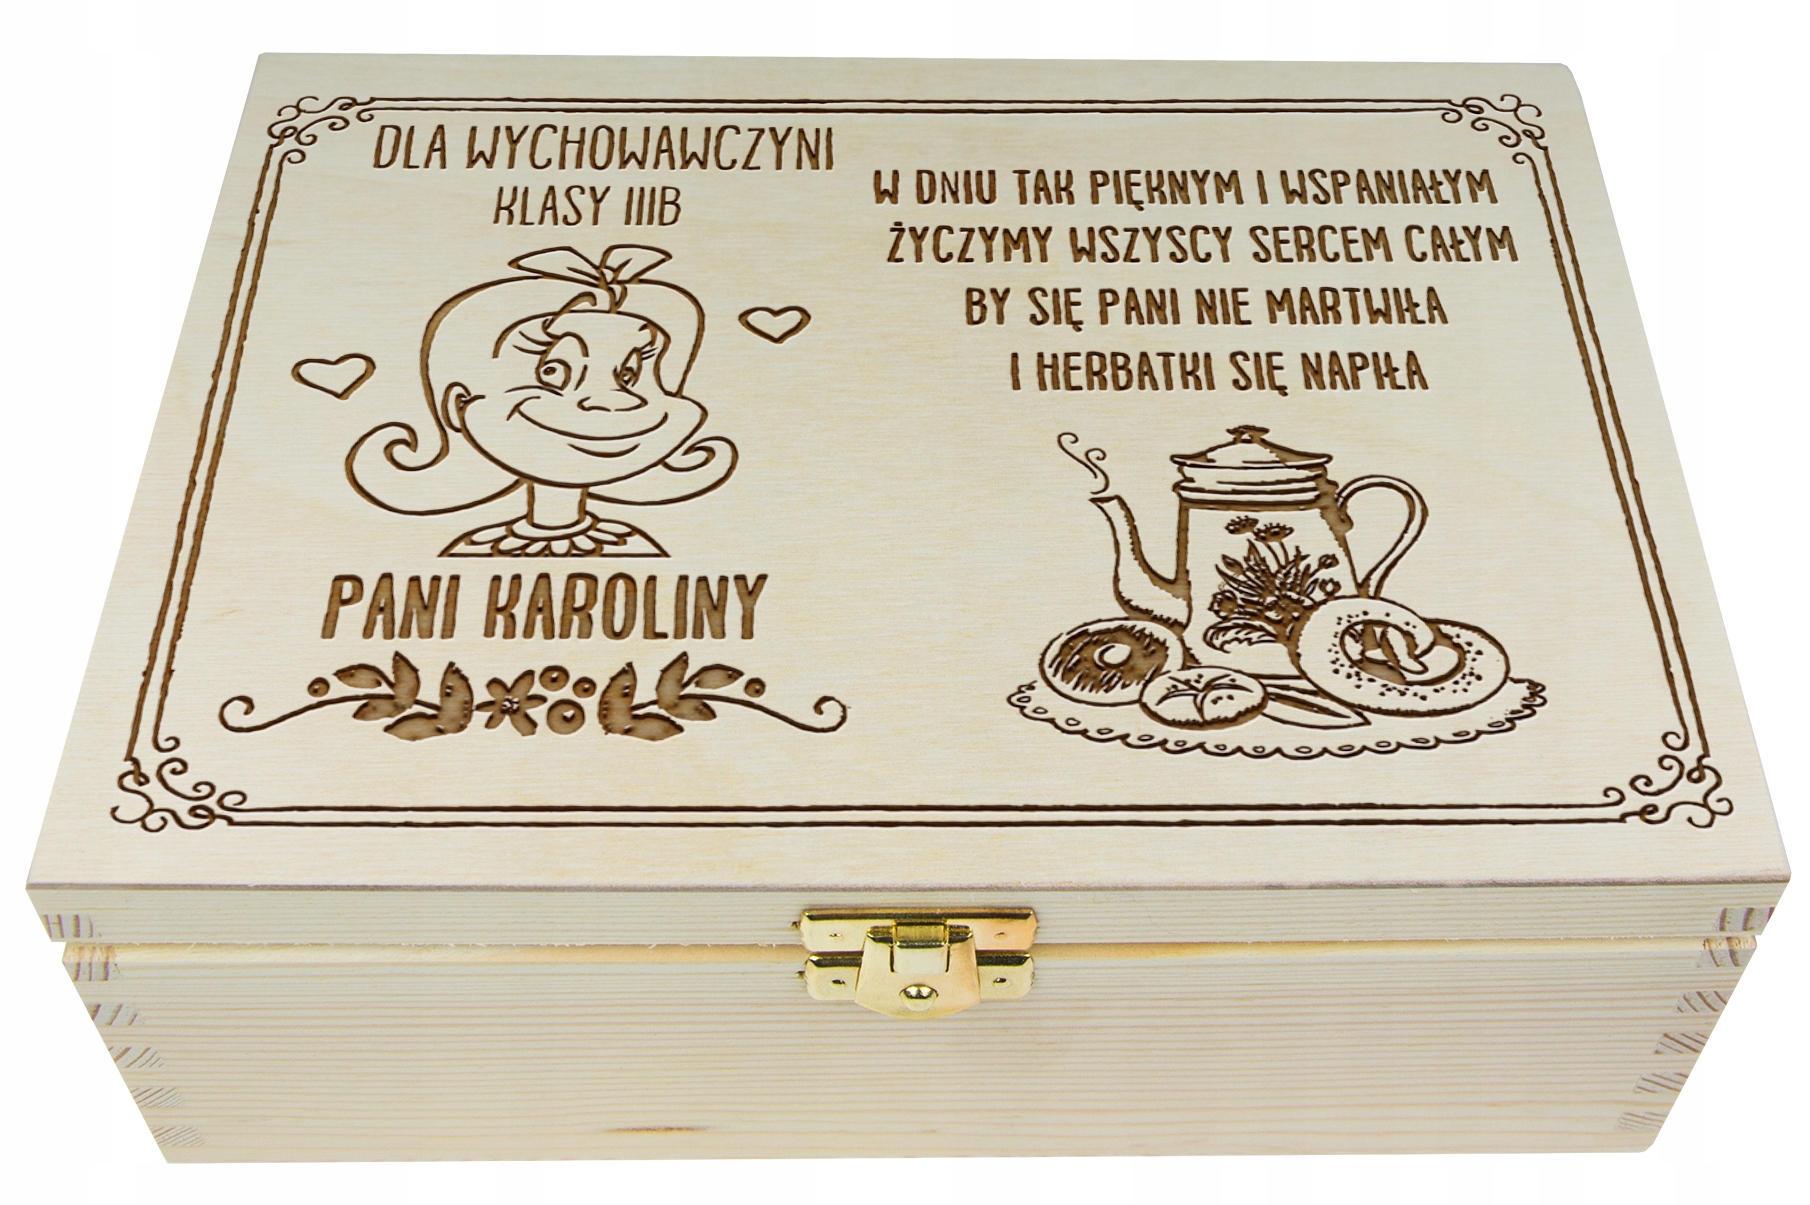 DLA WYCHOWAWCZYNI
KLASY IIIB
PANI KAROLINY
W DNIU TAK PIĘKNYM I WSPANIAŁYM
ŻYCZYMY WSZYSCY SERCEM CAŁYM
BY SIĘ PANI NIE MARTWIŁA
I HERBATKI SIĘ NAPIŁA